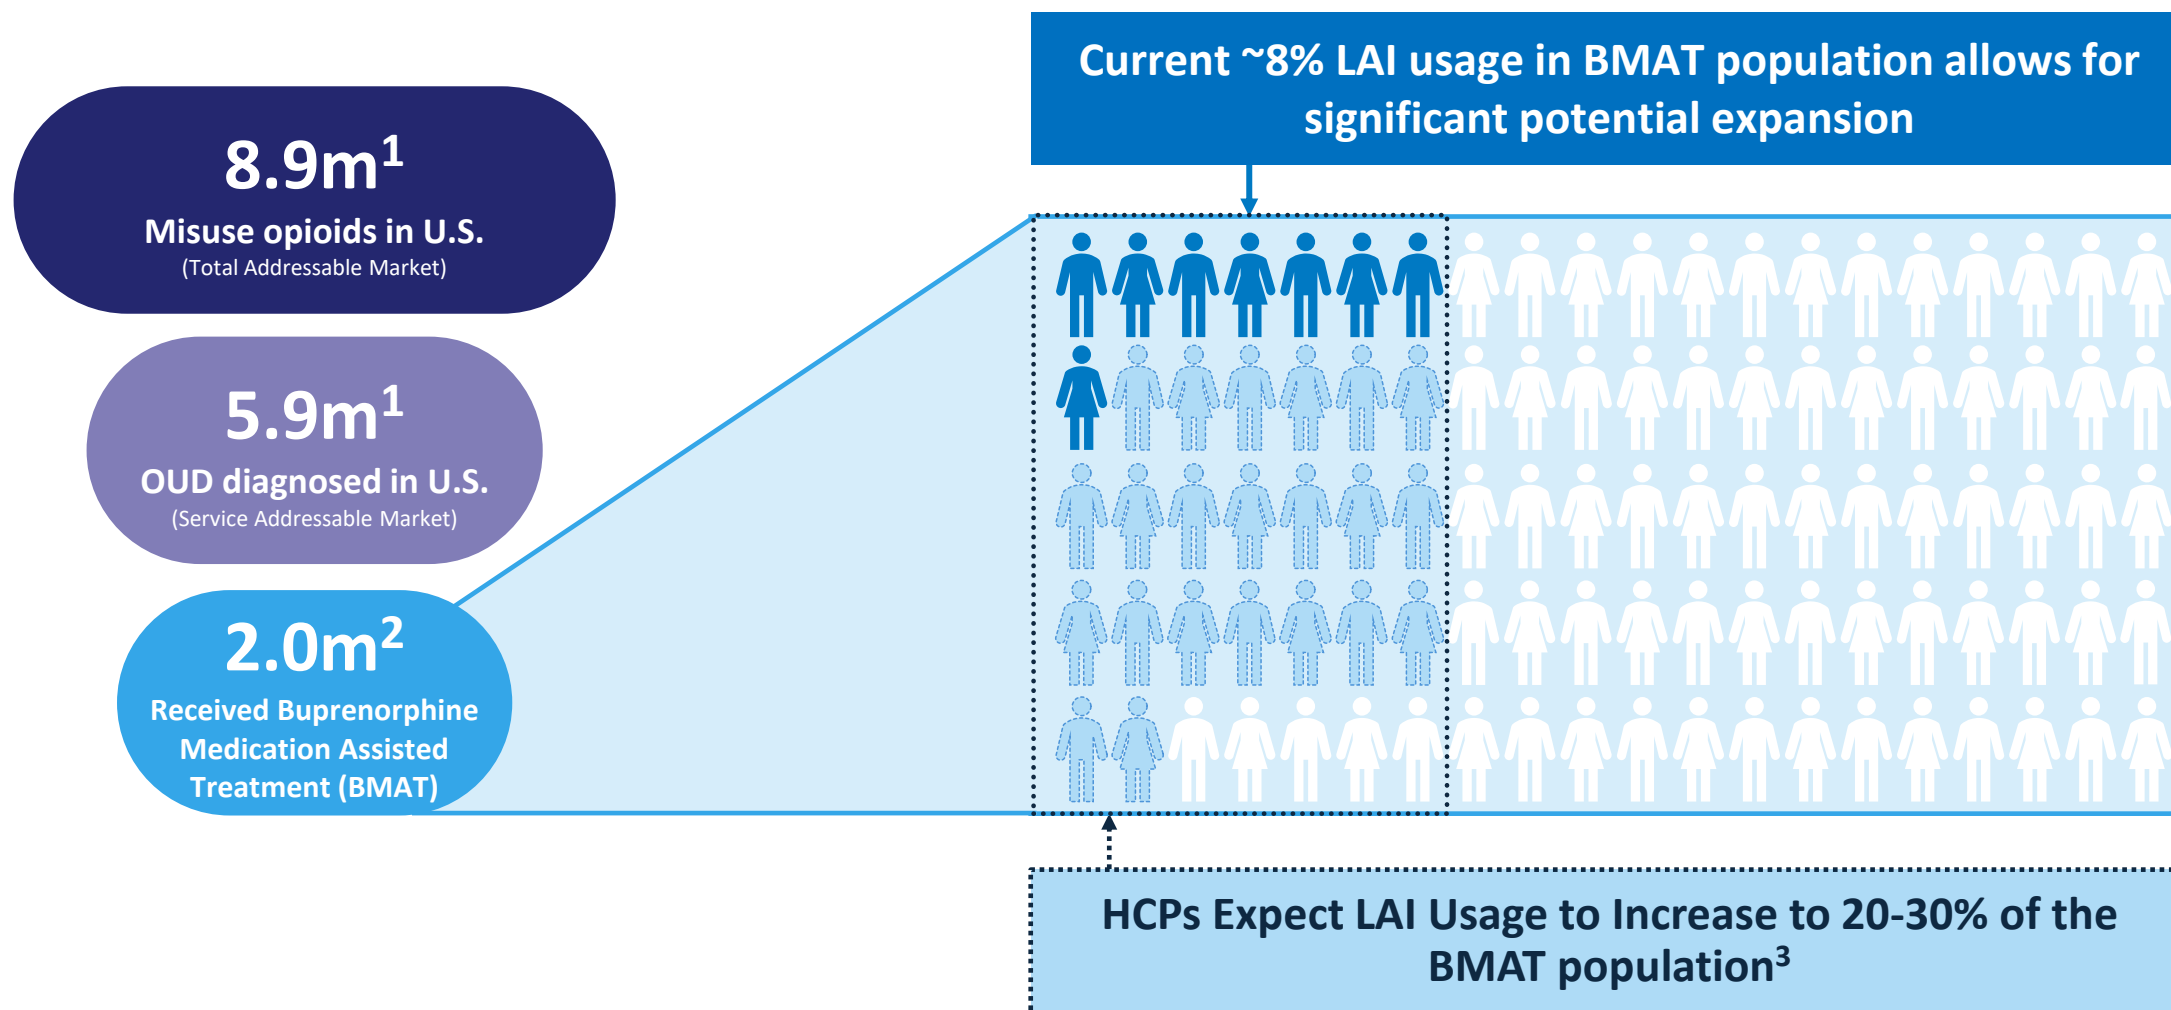 8.9m¹
Misuse opioids in U.S.
(Total Addressable Market)
5.9m¹
OUD diagnosed in U.S.
(Service Addressable Market)
2.0m²
Received Buprenorphine
Medication Assisted
Treatment (BMAT)
Current ~8% LAI usage in BMAT population allows for
significant potential expansion
HCPs Expect LAI Usage to Increase to 20-30% of the
BMAT population³